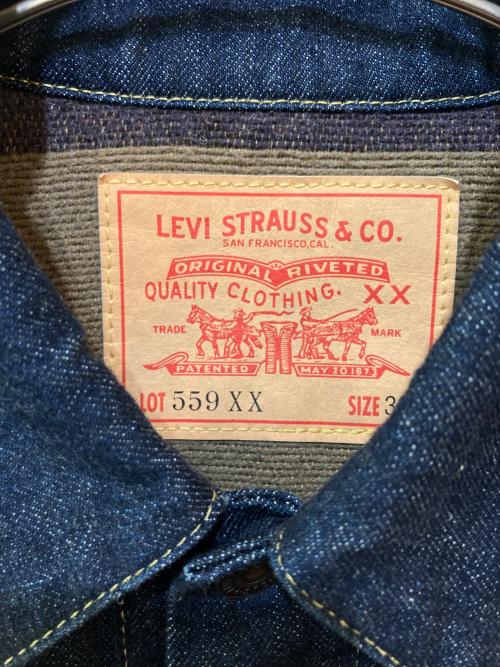 LEVI STRAUSS & CO.
SAN FRANCISCO, CAL.
ORIGINAL RIVETED
QUALITY CLOTHING. XX
TRADE MARK
PATENTED MAY 20 1873
LOT 559 XX SIZE 3